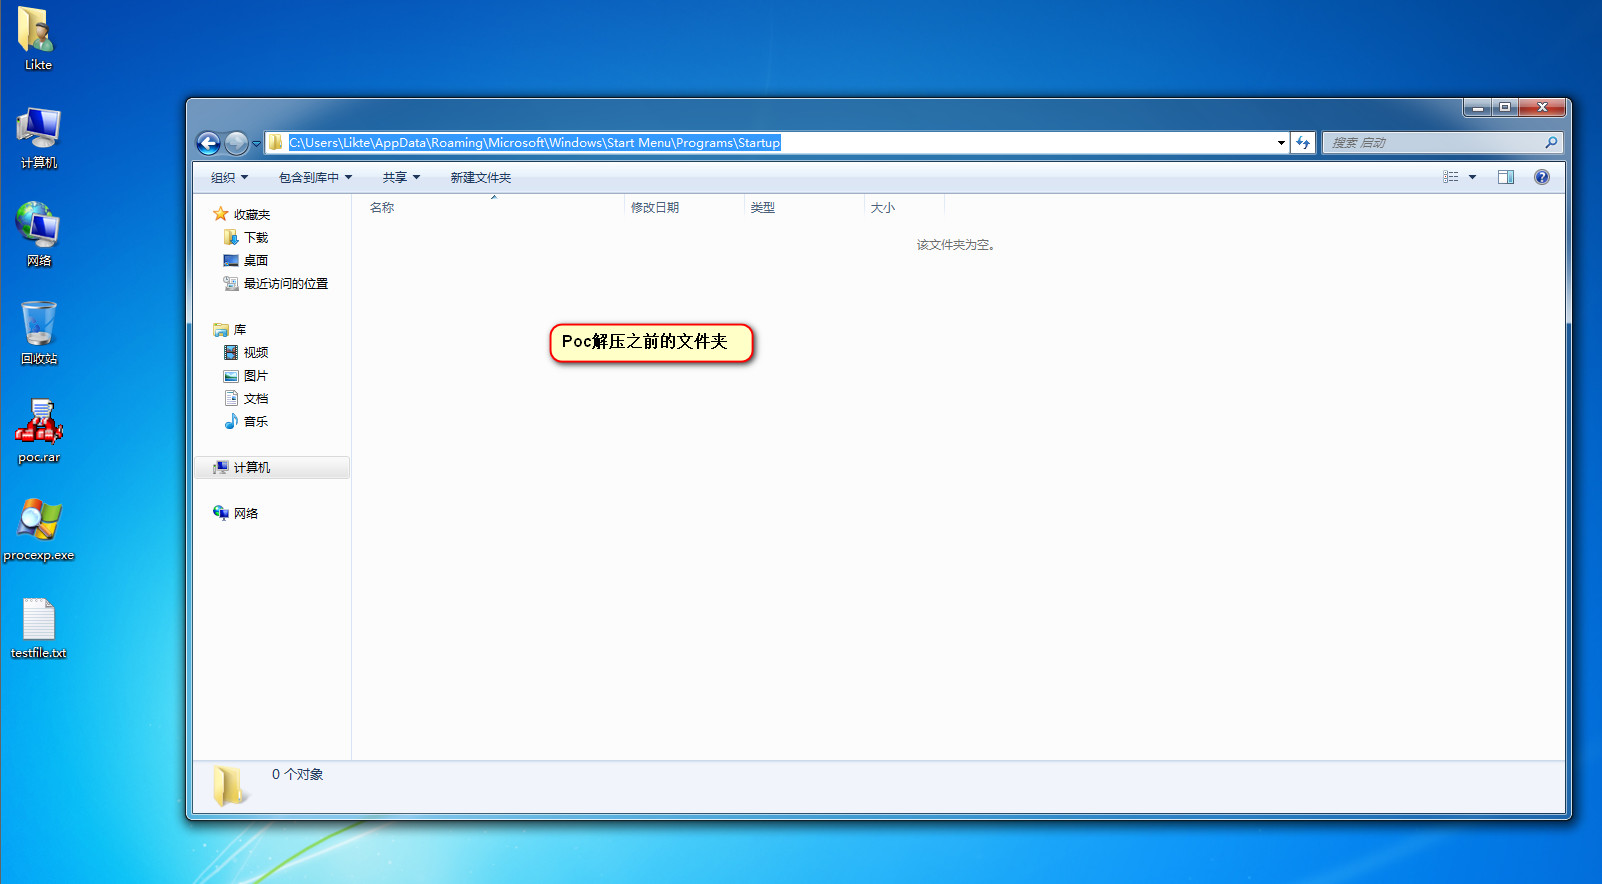 Likte
计算机
网络
回收站
poc.rar
procexp.exe
testfile.txt
C:\Users\Likte\AppData\Roaming\Microsoft\Windows\Start Menu\Programs\Startup
搜索 启动
组织
包含到库中
共享
新建文件夹
收藏夹
下载
桌面
最近访问的位置
库
视频
图片
文档
音乐
计算机
网络
名称
修改日期
类型
大小
该文件夹为空。
Poc解压之前的文件夹
0 个对象